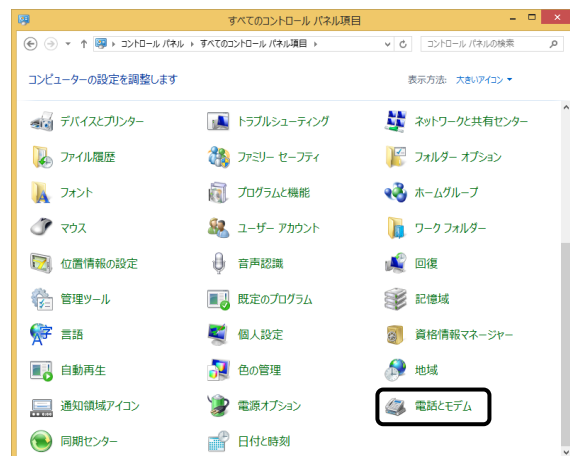 すべてのコントロール パネル項目
コントロール パネル ▸ すべてのコントロール パネル項目 ▸
コントロール パネルの検索
コンピューターの設定を調整します
表示方法: 大きいアイコン
デバイスとプリンター
トラブルシューティング
ネットワークと共有センター
ファイル履歴
ファミリー セーフティ
フォルダー オプション
フォント
プログラムと機能
ホームグループ
マウス
ユーザー アカウント
ワーク フォルダー
位置情報の設定
音声認識
回復
管理ツール
既定のプログラム
記憶域
言語
個人設定
資格情報マネージャー
自動再生
色の管理
地域
通知領域アイコン
電源オプション
電話とモデム
同期センター
日付と時刻